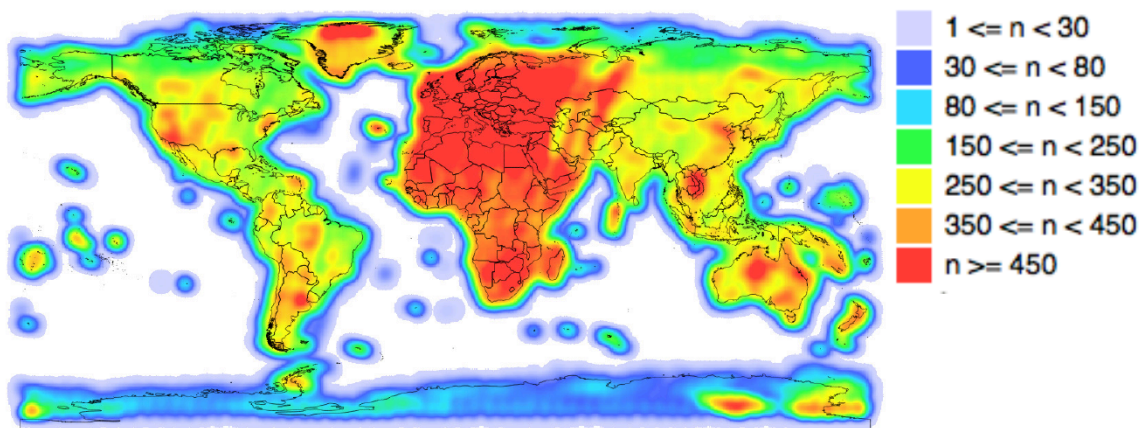 1 <= n < 30
30 <= n < 80
80 <= n < 150
150 <= n < 250
250 <= n < 350
350 <= n < 450
n >= 450